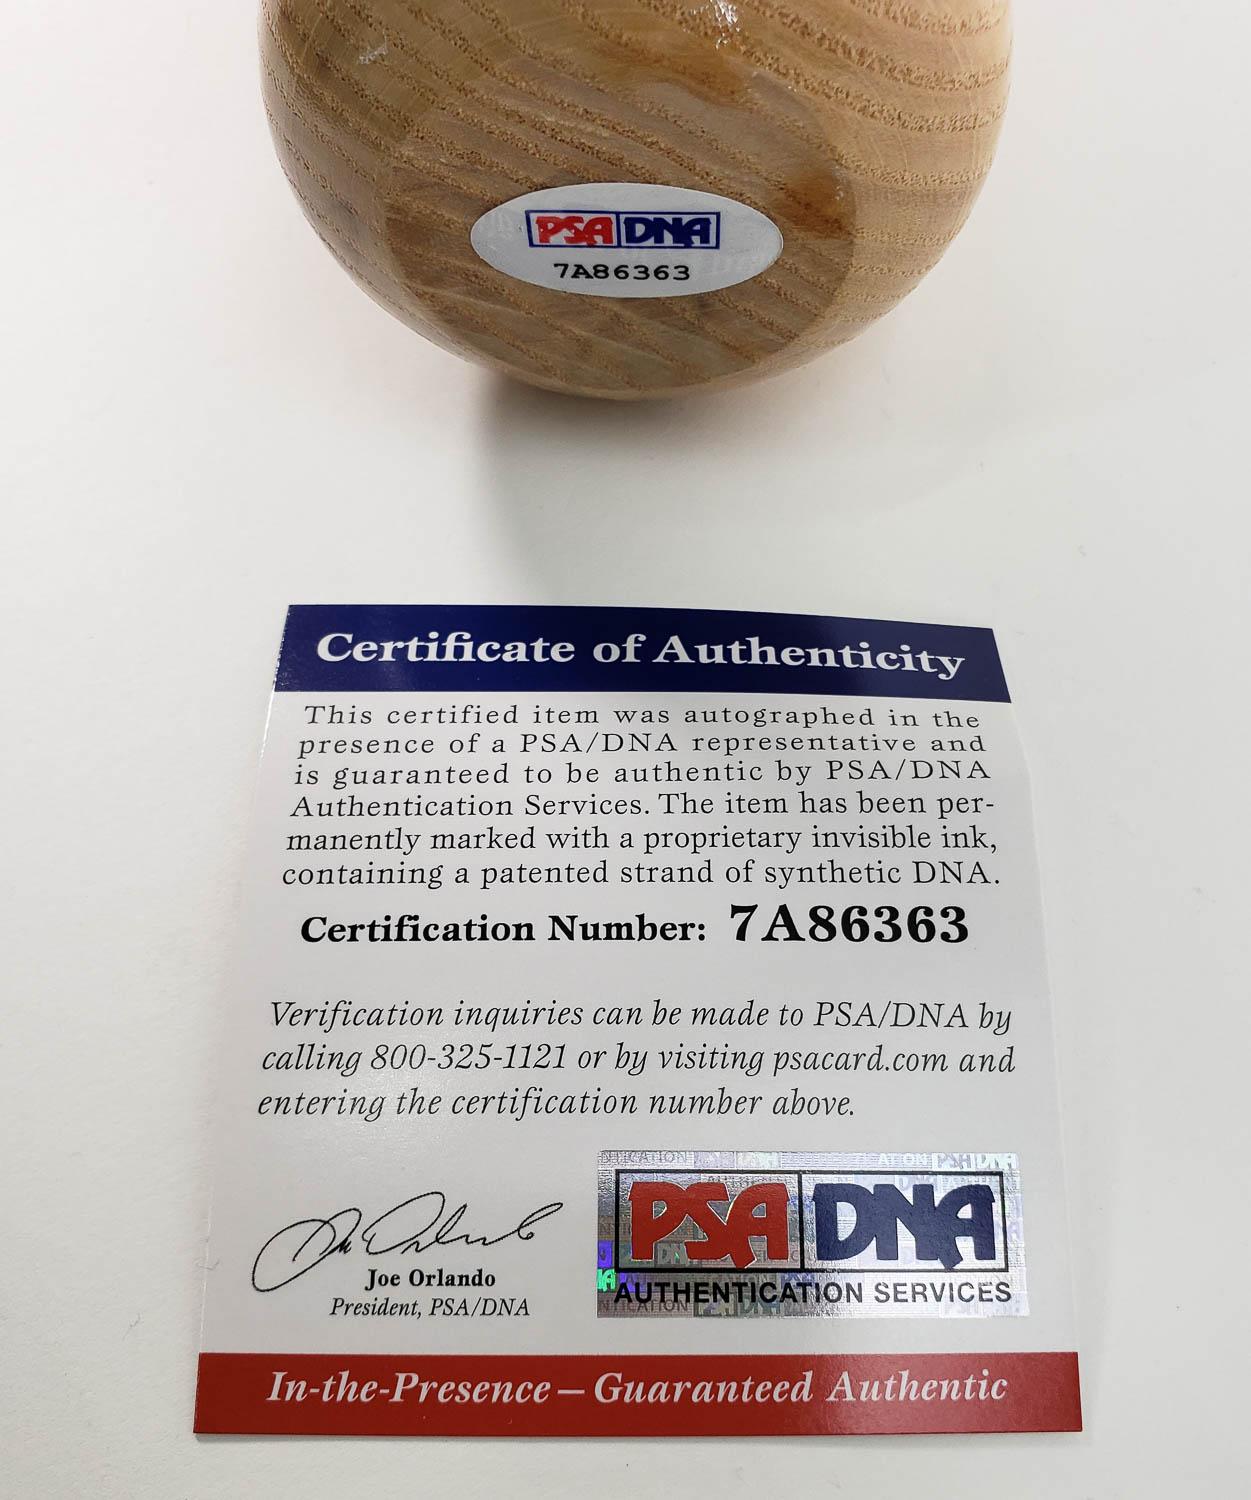 PSA DNA
7A86363
Certificate of Authenticity
This certified item was autographed in the
presence of a PSA/DNA representative and
is guaranteed to be authentic by PSA/DNA
Authentication Services. The item has been per-
manently marked with a proprietary invisible ink,
containing a patented strand of synthetic DNA.
Certification Number: 7A86363
Verification inquiries can be made to PSA/DNA by
calling 800-325-1121 or by visiting psacard.com and
entering the certification number above.
Joe Orlando
President, PSA/DNA
PSA DNA
AUTHENTICATION SERVICES
In-the-Presence – Guaranteed Authentic